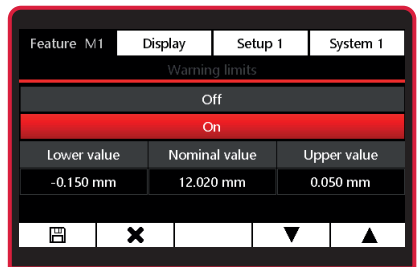 Feature M1 Display Setup 1 System 1
Warning limits
Off
On
Lower value Nominal value Upper value
-0.150 mm 12.020 mm 0.050 mm